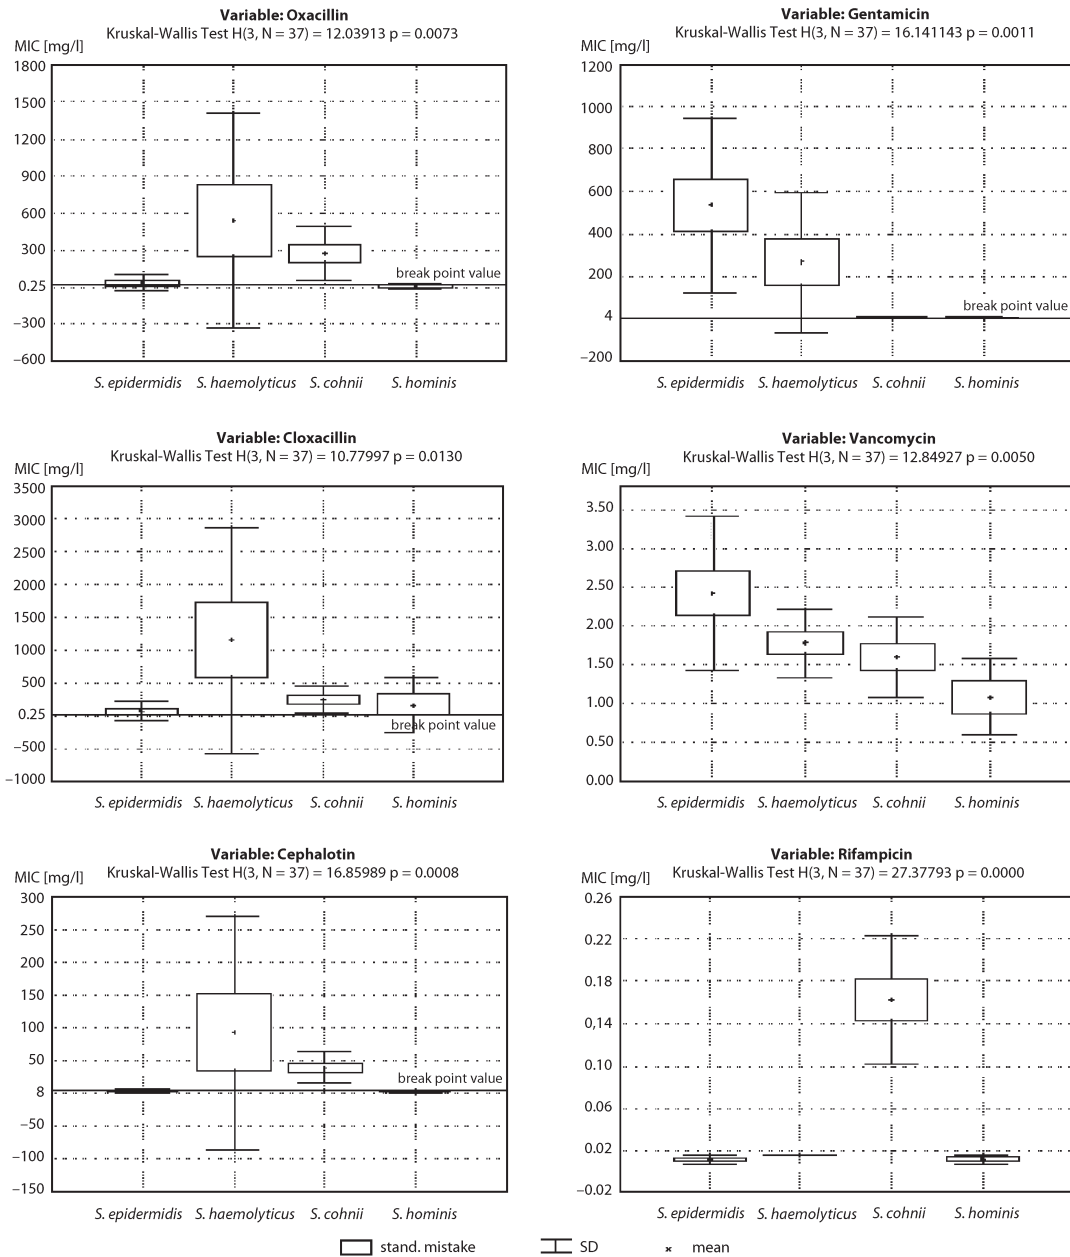 Variable: Oxacillin
Kruskal-Wallis Test H(3, N = 37) = 12.03913 p = 0.0073
MIC [mg/l]
1800
1500
1200
900
600
300
0.25
–300
–600
break point value
S. epidermidis S. haemolyticus S. cohnii S. hominis
Variable: Gentamicin
Kruskal-Wallis Test H(3, N = 37) = 16.141143 p = 0.0011
MIC [mg/l]
1200
1000
800
600
400
200
4
–200
break point value
S. epidermidis S. haemolyticus S. cohnii S. hominis
Variable: Cloxacillin
Kruskal-Wallis Test H(3, N = 37) = 10.77997 p = 0.0130
MIC [mg/l]
3500
3000
2500
2000
1500
1000
500
0.25
–500
–1000
break point value
S. epidermidis S. haemolyticus S. cohnii S. hominis
Variable: Vancomycin
Kruskal-Wallis Test H(3, N = 37) = 12.84927 p = 0.0050
MIC [mg/l]
3.50
3.00
2.50
2.00
1.50
1.00
0.50
0.00
S. epidermidis S. haemolyticus S. cohnii S. hominis
Variable: Cephalotin
Kruskal-Wallis Test H(3, N = 37) = 16.85989 p = 0.0008
MIC [mg/l]
300
250
200
150
100
50
8
–50
–100
–150
break point value
S. epidermidis S. haemolyticus S. cohnii S. hominis
Variable: Rifampicin
Kruskal-Wallis Test H(3, N = 37) = 27.37793 p = 0.0000
MIC [mg/l]
0.26
0.22
0.18
0,14
0.10
0.06
0.02
–0.02
S. epidermidis S. haemolyticus S. cohnii S. hominis
stand. mistake SD mean